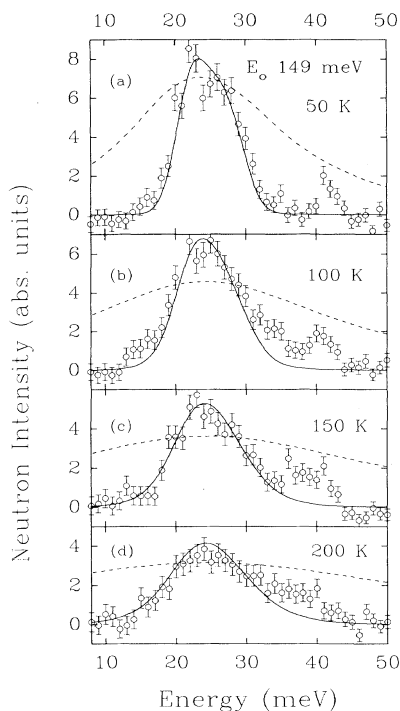 10 20 30 40 50
8
6
4
2
0
(a)
E₀ 149 meV
50 K
6
4
2
0
(b)
100 K
4
2
0
(c)
150 K
4
2
0
(d)
200 K
10 20 30 40 50
Energy (meV)
Neutron Intensity (abs. units)